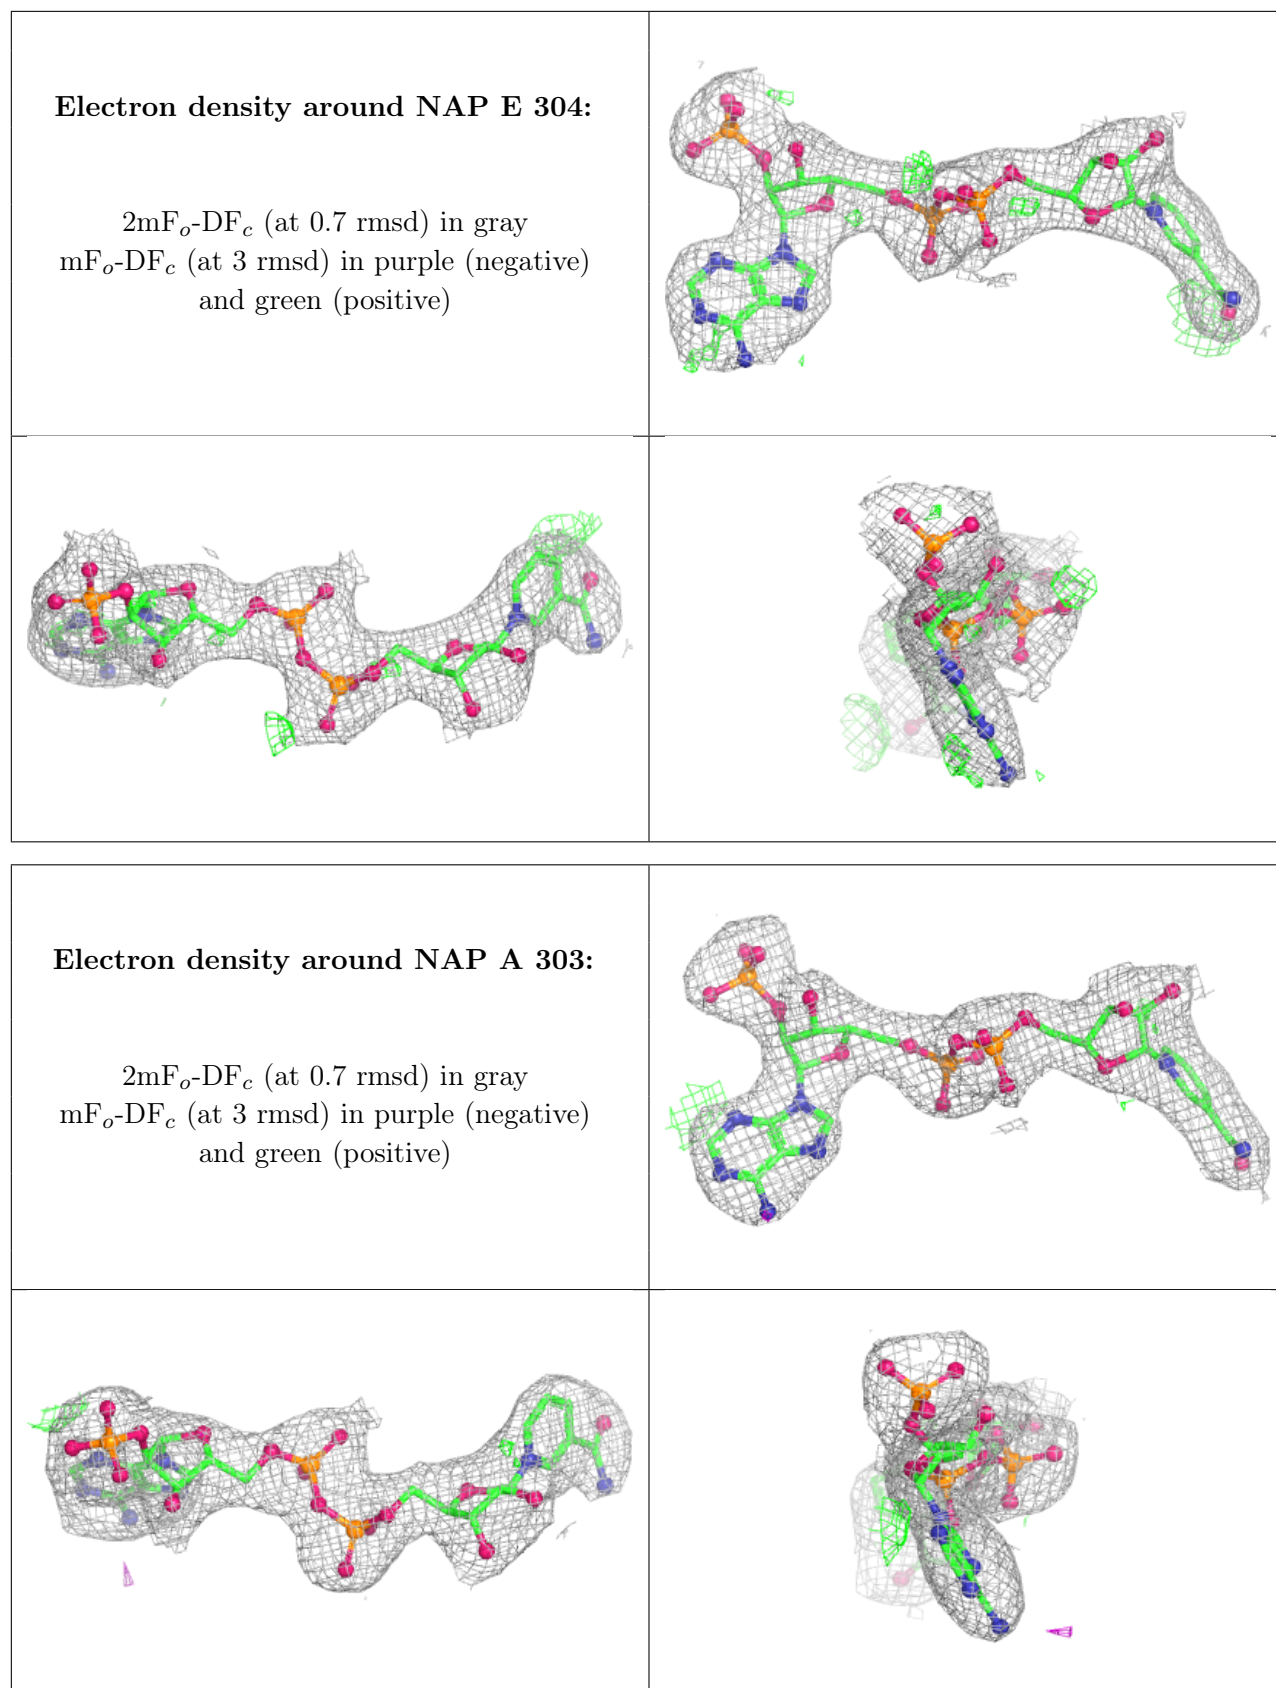 Electron density around NAP E 304:
2mFₒ-DF𝑐 (at 0.7 rmsd) in gray
mFₒ-DF𝑐 (at 3 rmsd) in purple (negative)
and green (positive)
Electron density around NAP A 303:
2mFₒ-DF𝑐 (at 0.7 rmsd) in gray
mFₒ-DF𝑐 (at 3 rmsd) in purple (negative)
and green (positive)